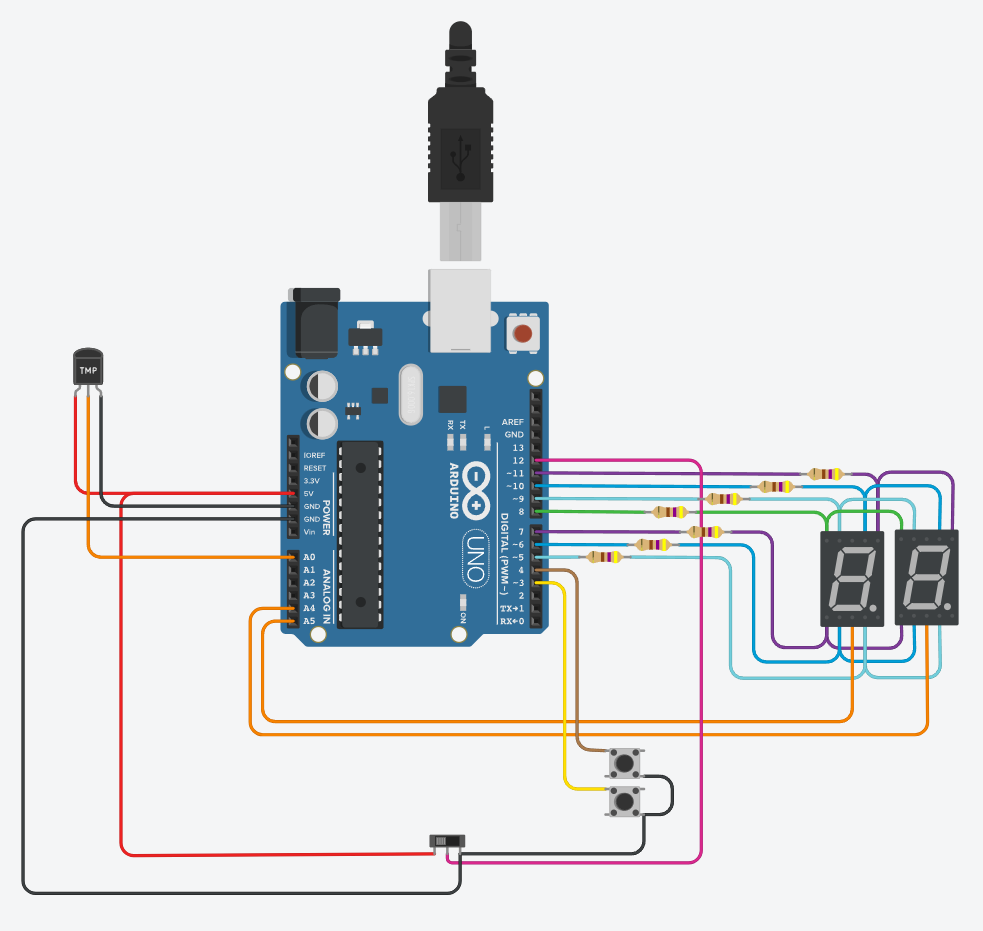 TMP
AREF
GND
13
12
~11
~10
~9
8
7
~6
~5
4
~3
2
TX→1
RX←0
DIGITAL (PWM~)
RX
TX
L
ARDUINO
UNO
ON
IOREF
RESET
3.3V
5V
GND
GND
Vin
POWER
A0
A1
A2
A3
A4
A5
ANALOG IN